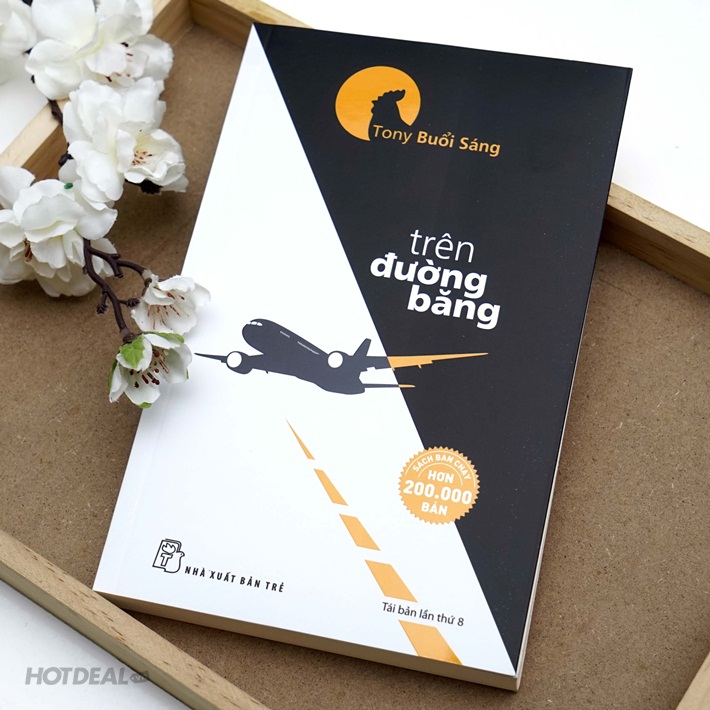 Tony Buổi Sáng
trên
đường
băng
SÁCH BÁN CHẠY
HƠN
200.000
BẢN
NHÀ XUẤT BẢN TRẺ
Tái bản lần thứ 8
HOTDEAL